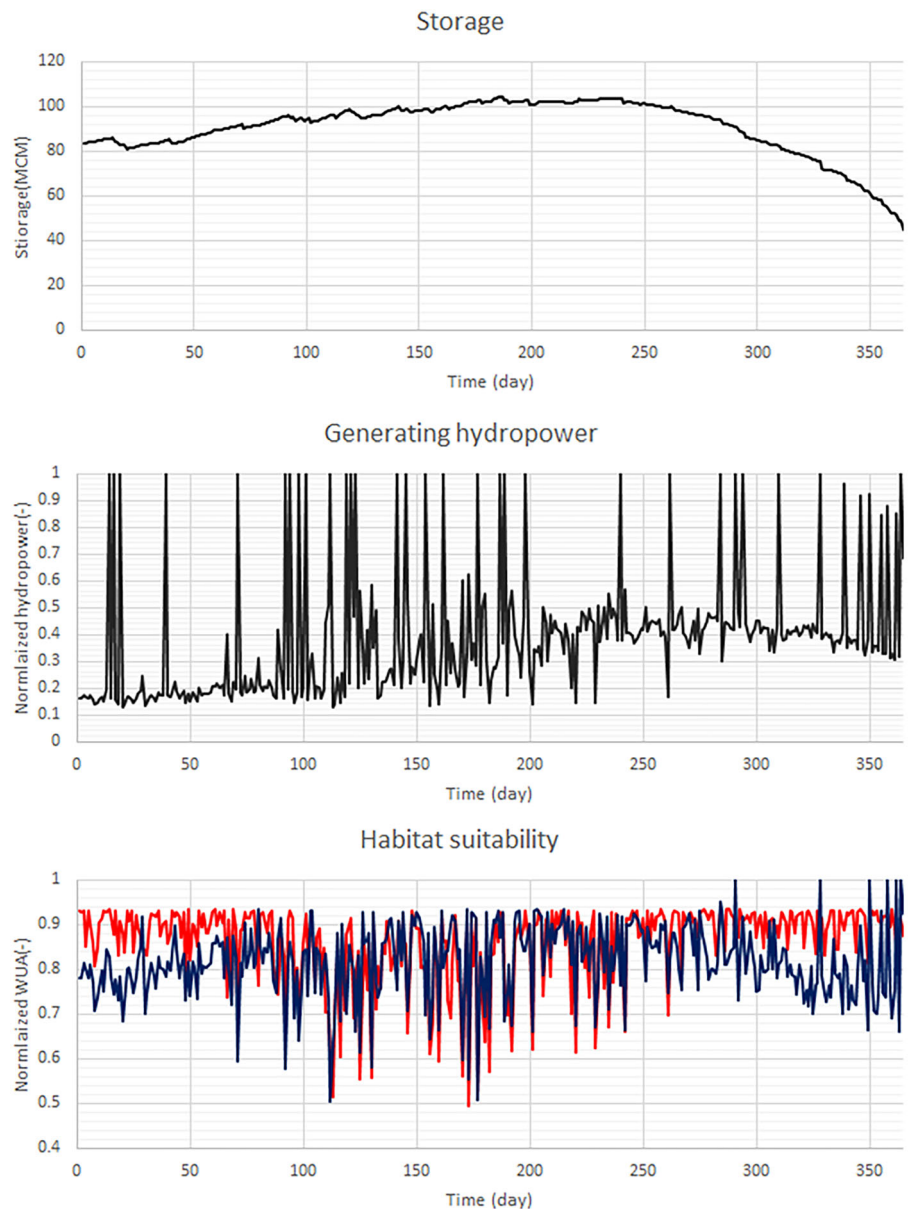 Storage
120
100
80
60
40
20
0
Stiorage(MCM)
0 50 100 150 200 250 300 350
Time (day)
Generating hydropower
1
0.9
0.8
0.7
0.6
0.5
0.4
0.3
0.2
0.1
0
Normlaized hydropower(-)
0 50 100 150 200 250 300 350
Time (day)
Habitat suitability
1
0.9
0.8
0.7
0.6
0.5
0.4
Normlaized WUA(-)
0 50 100 150 200 250 300 350
Time (day)